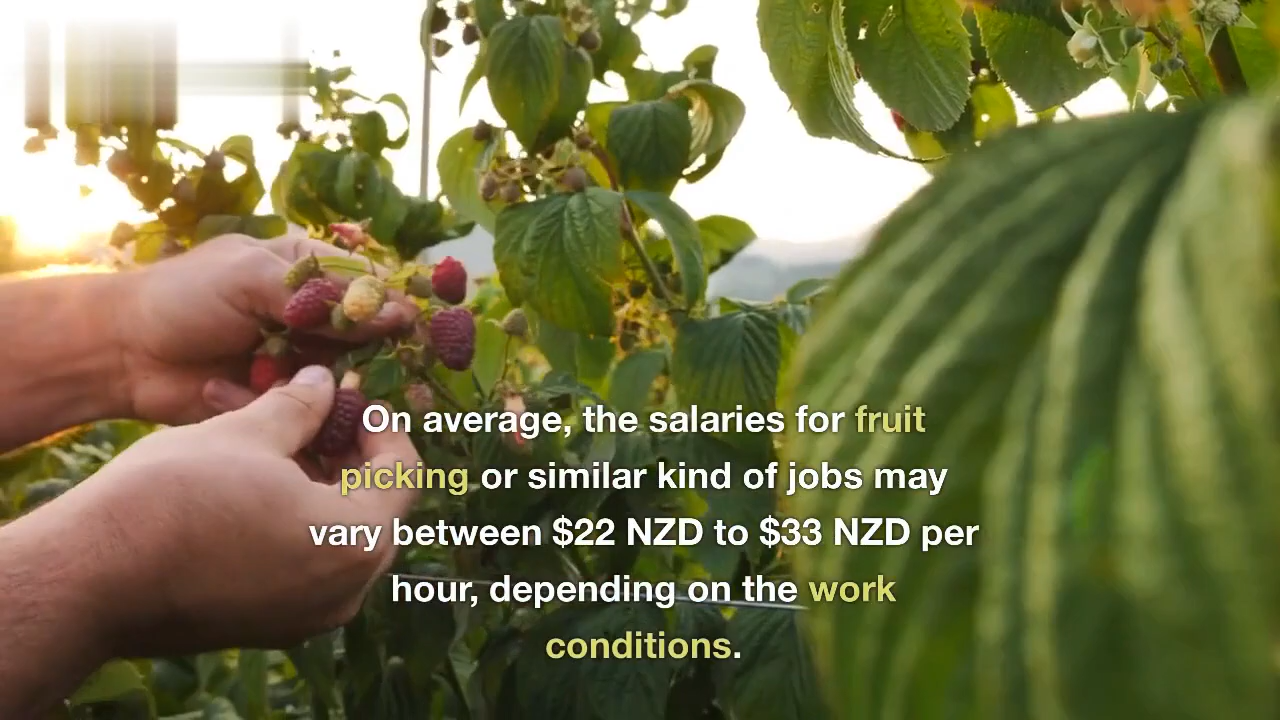 On average, the salaries for fruit
picking or similar kind of jobs may
vary between $22 NZD to $33 NZD per
hour, depending on the work
conditions.